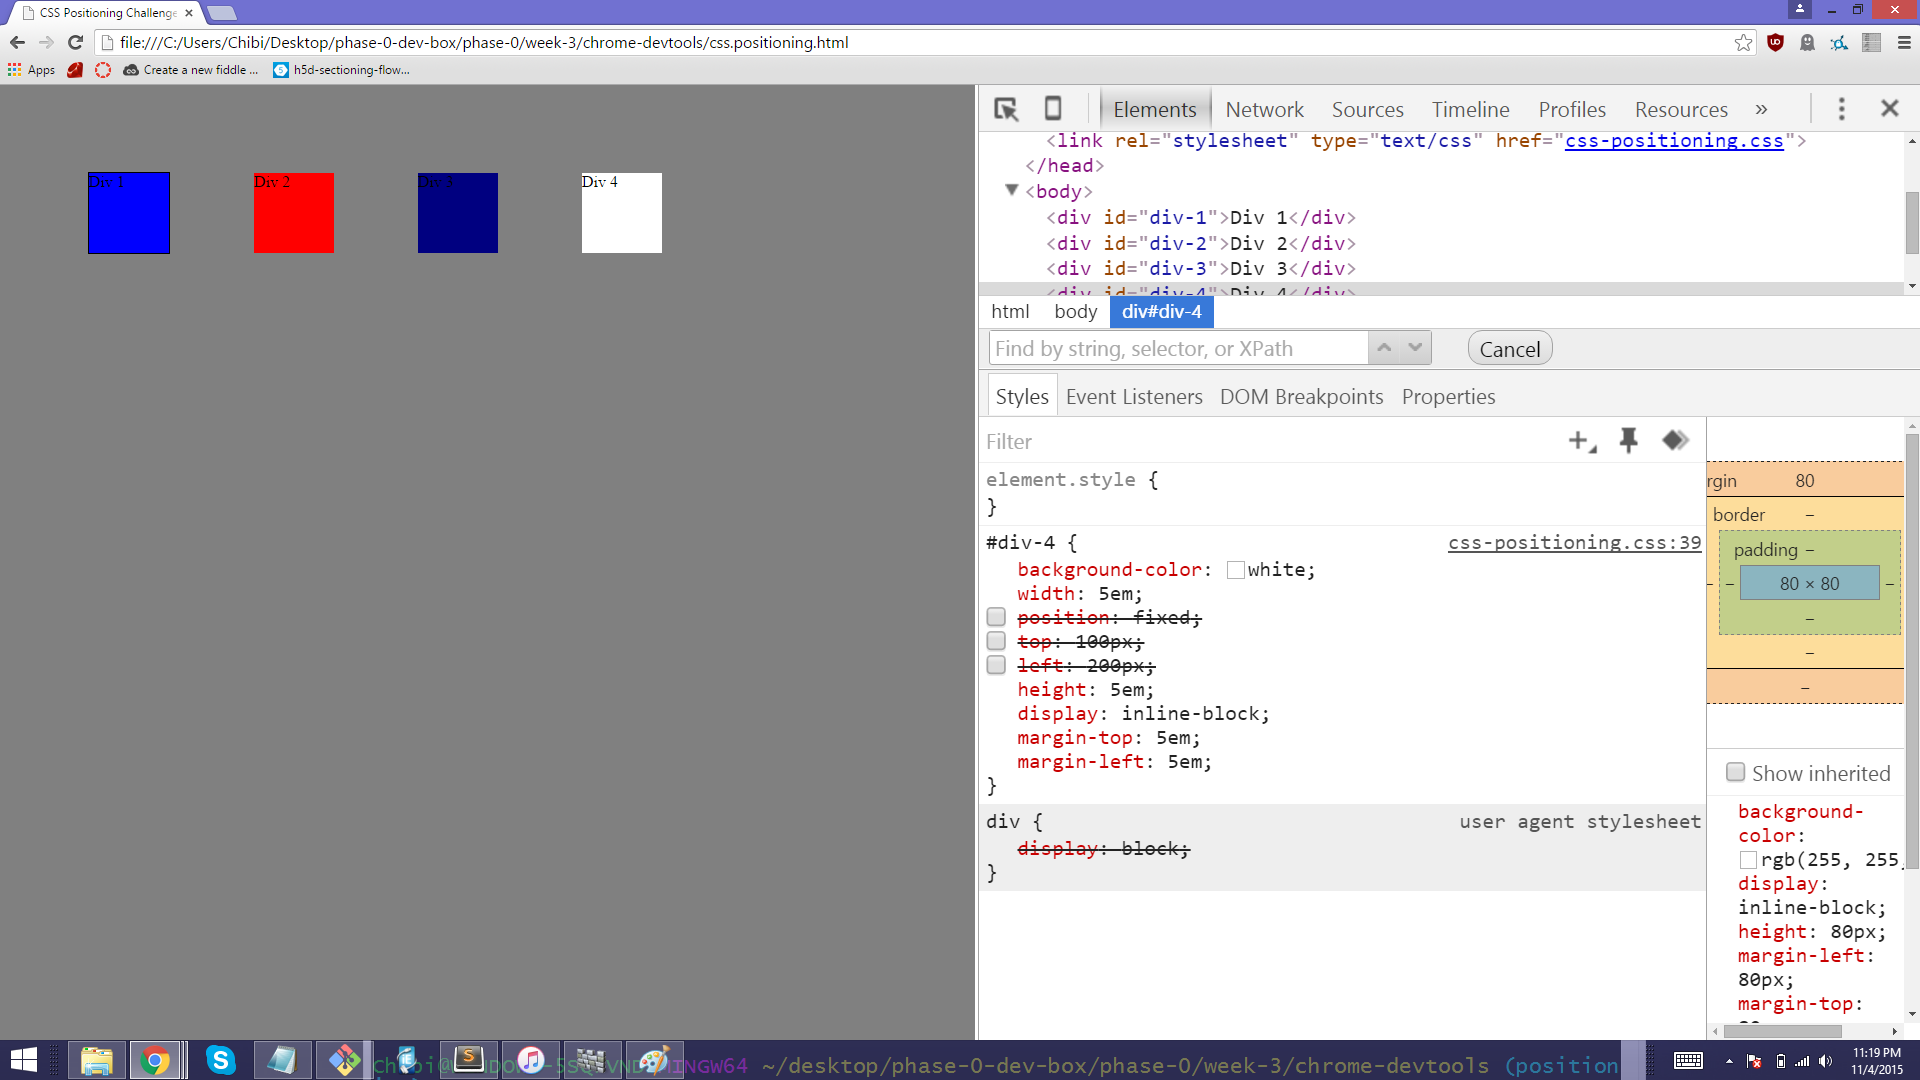 CSS Positioning Challenge
file:///C:/Users/Chibi/Desktop/phase-0-dev-box/phase-0/week-3/chrome-devtools/css.positioning.html
Apps Create a new fiddle ... h5d-sectioning-flow...
Div 1 Div 2 Div 3 Div 4
Elements Network Sources Timeline Profiles Resources »
<link rel="stylesheet" type="text/css" href="css-positioning.css">
</head>
<body>
<div id="div-1">Div 1</div>
<div id="div-2">Div 2</div>
<div id="div-3">Div 3</div>
<div id="div-4">Div 4</div>
html body div#div-4
Find by string, selector, or XPath Cancel
Styles Event Listeners DOM Breakpoints Properties
Filter
element.style {
}
#div-4 { css-positioning.css:39
background-color: white;
width: 5em;
position: fixed;
top: 100px;
left: 200px;
height: 5em;
display: inline-block;
margin-top: 5em;
margin-left: 5em;
}
div { user agent stylesheet
display: block;
}
rgin 80
border –
padding –
– – 80 × 80 –
–
–
–
Show inherited
background-
color:
rgb(255, 255,
display:
inline-block;
height: 80px;
margin-left:
80px;
margin-top:
MINGW64 ~/desktop/phase-0-dev-box/phase-0/week-3/chrome-devtools (position
11:19 PM
11/4/2015